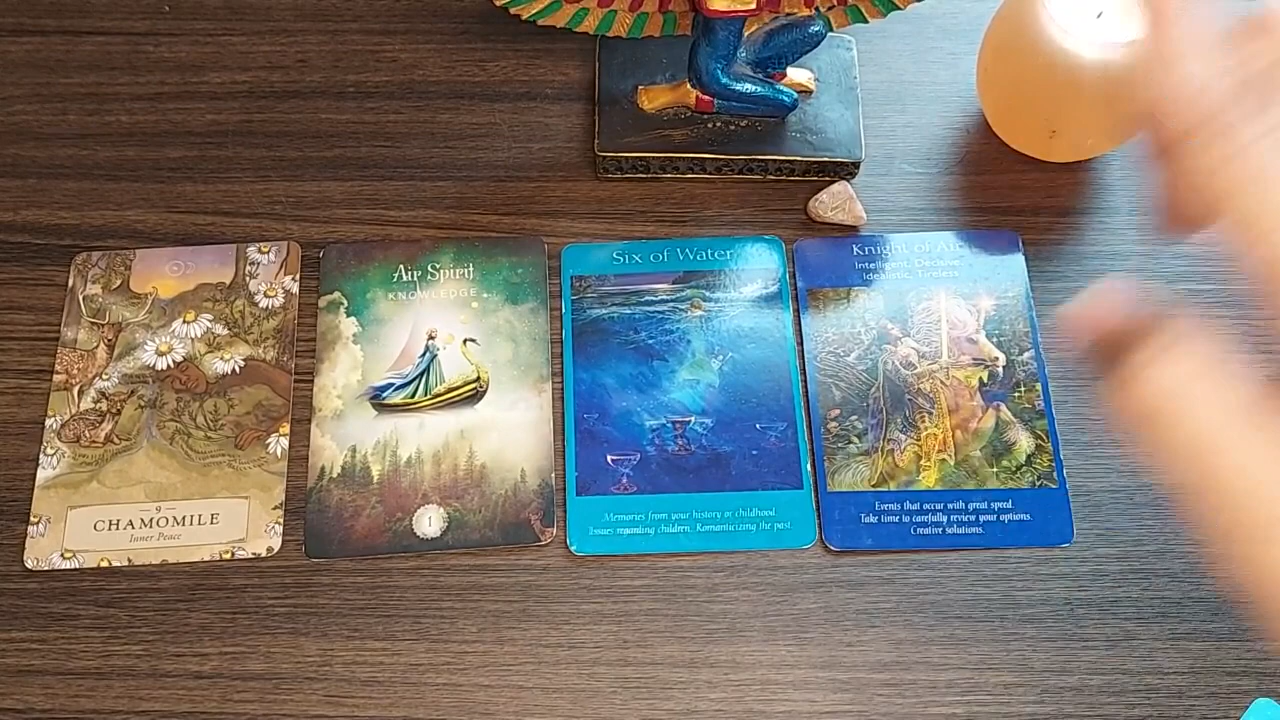 9
CHAMOMILE
Inner Peace
Air Spirit
KNOWLEDGE
1
Six of Water
Memories from your history or childhood.
Issues regarding children. Romanticizing the past.
Knight of Air
Intelligent, Decisive,
Idealistic, Tireless
Events that occur with great speed.
Take time to carefully review your options.
Creative solutions.